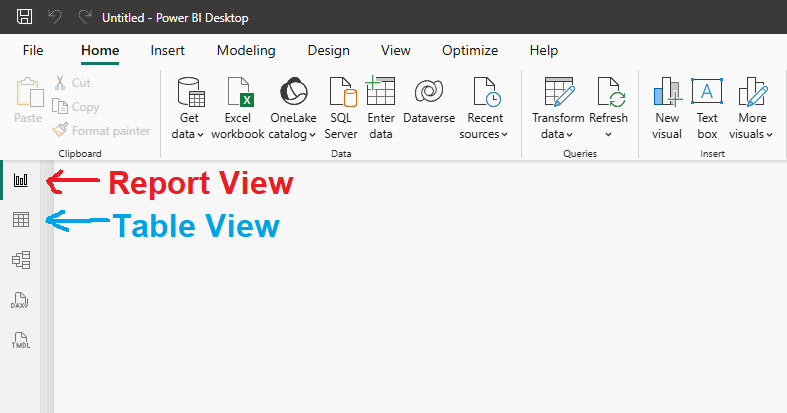 Untitled - Power BI Desktop
File Home Insert Modeling Design View Optimize Help
Paste
Cut
Copy
Format painter
Clipboard
Get data
Excel workbook
OneLake catalog
SQL Server
Enter data
Dataverse
Recent sources
Data
Transform data
Refresh
Queries
New visual
Text box
More visuals
Insert
Report View
Table View
DAX
TMDL